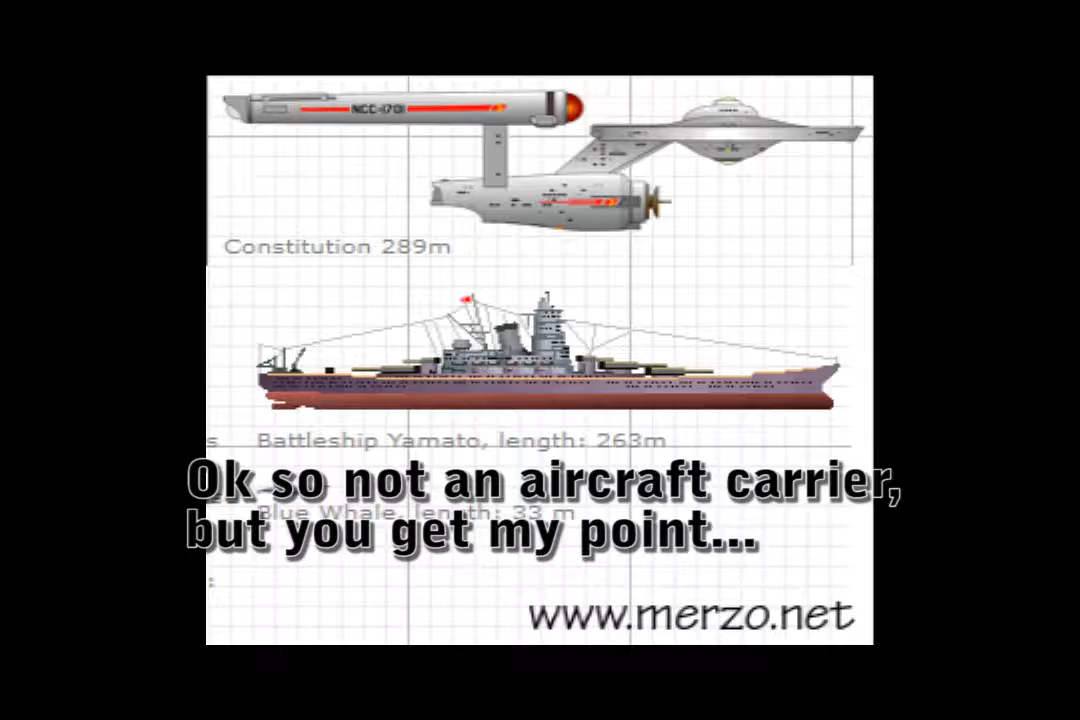 NCC-1701
Constitution 289m
s Battleship Yamato, length: 263m
Ok so not an aircraft carrier,
Blue Whale, length: 33 m
but you get my point...
:
www.merzo.net